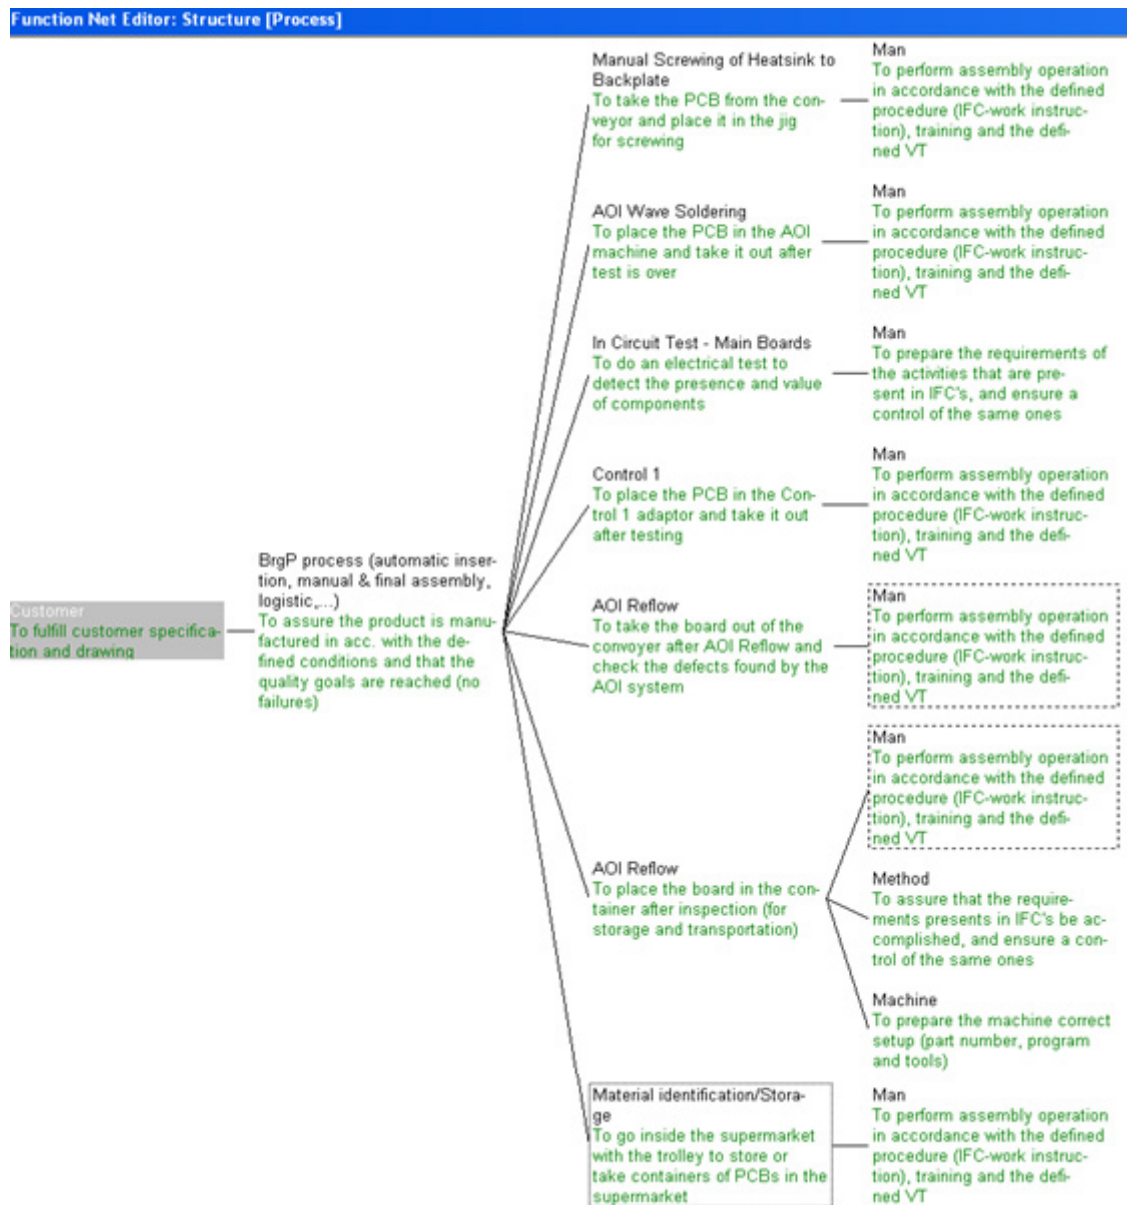 Function Net Editor: Structure [Process]
Customer
To fulfill customer specifica-
tion and drawing
BrgP process (automatic inser-
tion, manual & final assembly,
logistic,...)
To assure the product is manu-
factured in acc. with the de-
fined conditions and that the
quality goals are reached (no
failures)
Manual Screwing of Heatsink to
Backplate
To take the PCB from the con-
veyor and place it in the jig
for screwing
Man
To perform assembly operation
in accordance with the defined
procedure (IFC-work instruc-
tion), training and the defi-
ned VT
AOI Wave Soldering
To place the PCB in the AOI
machine and take it out after
test is over
Man
To perform assembly operation
in accordance with the defined
procedure (IFC-work instruc-
tion), training and the defi-
ned VT
In Circuit Test - Main Boards
To do an electrical test to
detect the presence and value
of components
Man
To prepare the requirements of
the activities that are pre-
sent in IFC's, and ensure a
control of the same ones
Control 1
To place the PCB in the Con-
trol 1 adaptor and take it out
after testing
Man
To perform assembly operation
in accordance with the defined
procedure (IFC-work instruc-
tion), training and the defi-
ned VT
AOI Reflow
To take the board out of the
convoyer after AOI Reflow and
check the defects found by the
AOI system
Man
To perform assembly operation
in accordance with the defined
procedure (IFC-work instruc-
tion), training and the defi-
ned VT
AOI Reflow
To place the board in the con-
tainer after inspection (for
storage and transportation)
Man
To perform assembly operation
in accordance with the defined
procedure (IFC-work instruc-
tion), training and the defi-
ned VT
Method
To assure that the require-
ments presents in IFC's be ac-
complished, and ensure a con-
trol of the same ones
Machine
To prepare the machine correct
setup (part number, program
and tools)
Material identification/Stora-
ge
To go inside the supermarket
with the trolley to store or
take containers of PCBs in the
supermarket
Man
To perform assembly operation
in accordance with the defined
procedure (IFC-work instruc-
tion), training and the defi-
ned VT